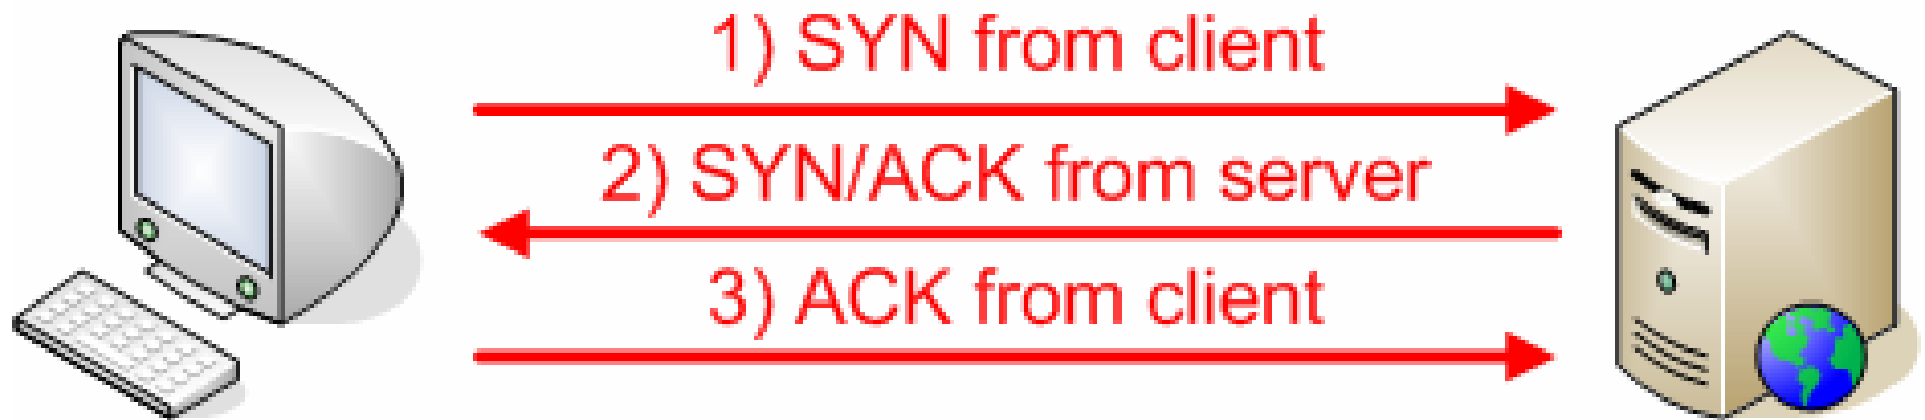 1) SYN from client
2) SYN/ACK from server
3) ACK from client